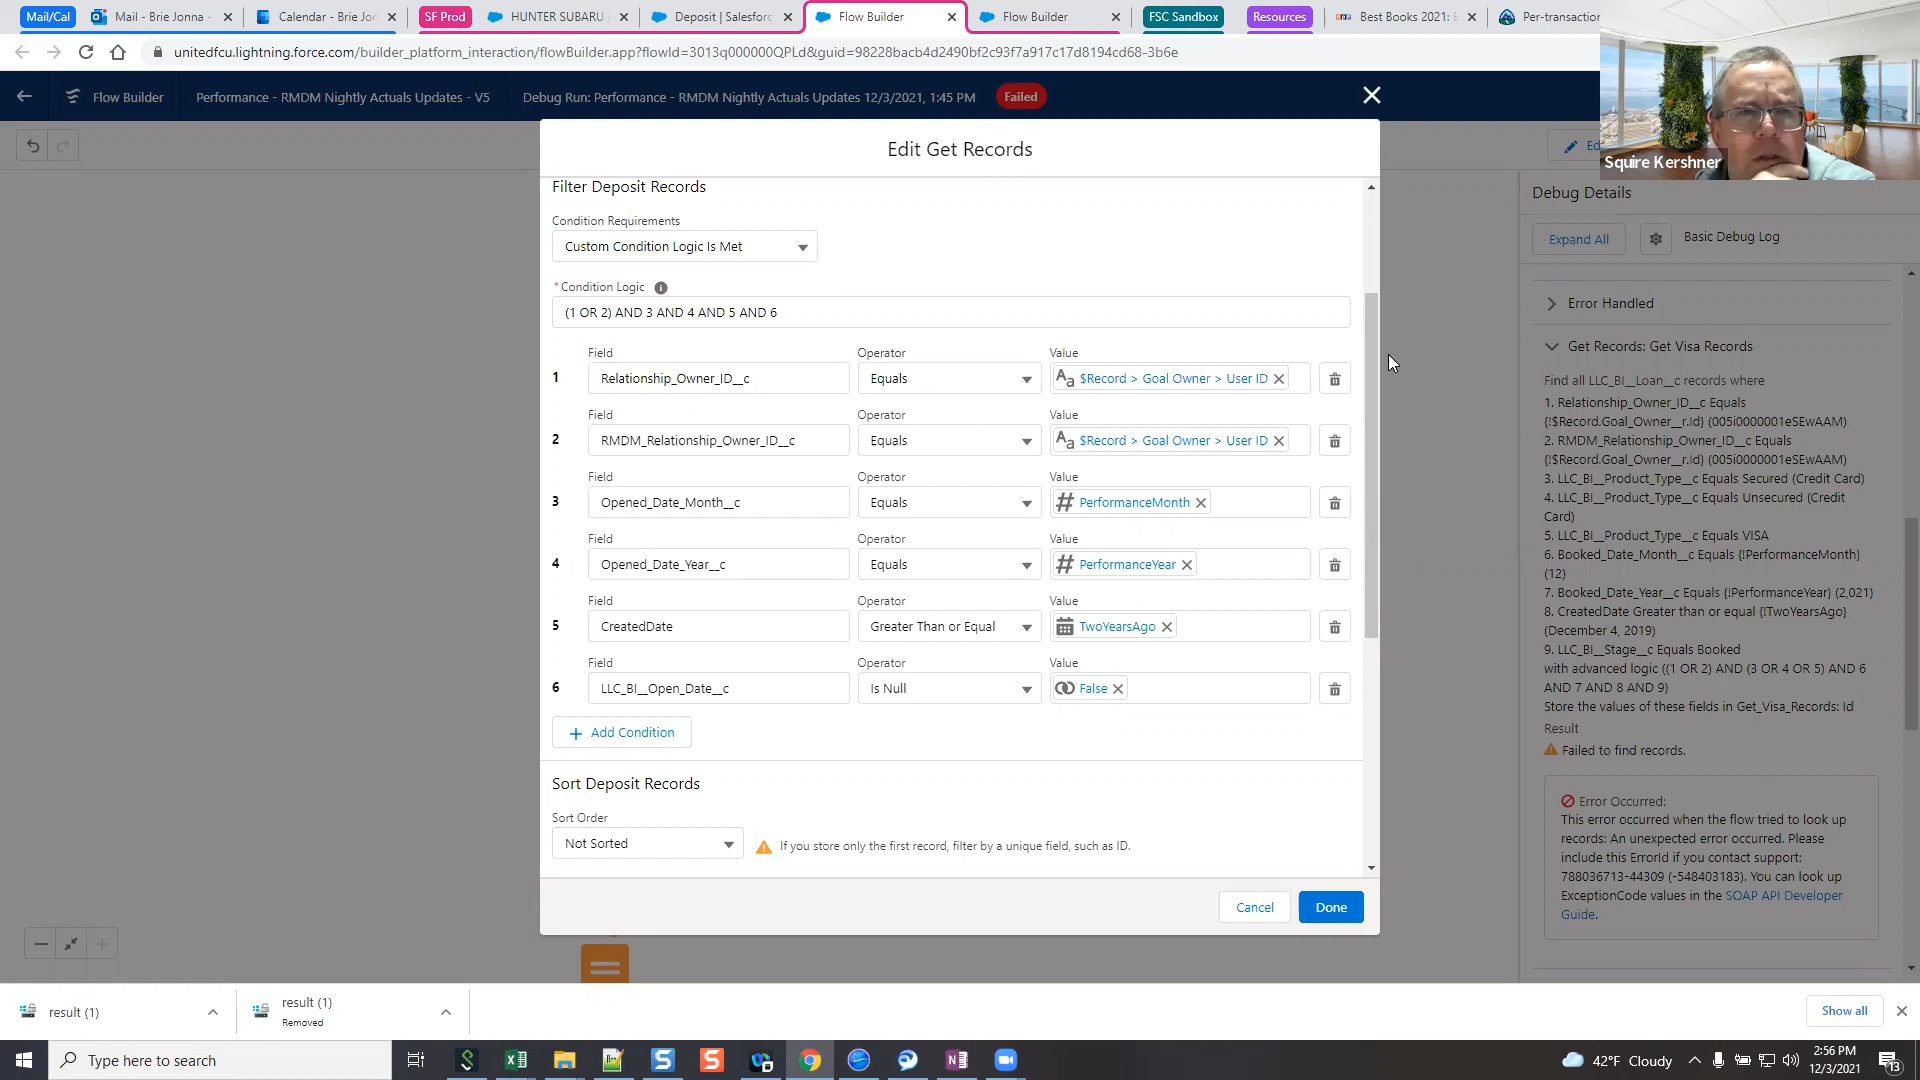 Mail/Cal
Mail - Brie Jonna -
Calendar - Brie Jon
SF Prod
HUNTER SUBARU
Deposit | Salesforc
Flow Builder
Flow Builder
FSC Sandbox
Resources
Best Books 2021: E
Per-transaction
unitedfcu.lightning.force.com/builder_platform_interaction/flowBuilder.app?flowId=3013q000000QPLd&guid=98228bacb4d2490bf2c93f7a917c17d8194cd68-3b6e
Flow Builder
Performance - RMDM Nightly Actuals Updates - V5
Debug Run: Performance - RMDM Nightly Actuals Updates 12/3/2021, 1:45 PM
Failed
Squire Kershner
Edit Get Records
Filter Deposit Records
Condition Requirements
Custom Condition Logic Is Met
*Condition Logic
(1 OR 2) AND 3 AND 4 AND 5 AND 6
Field Operator Value
1 Relationship_Owner_ID__c Equals $Record > Goal Owner > User ID
Field Operator Value
2 RMDM_Relationship_Owner_ID__c Equals $Record > Goal Owner > User ID
Field Operator Value
3 Opened_Date_Month__c Equals PerformanceMonth
Field Operator Value
4 Opened_Date_Year__c Equals PerformanceYear
Field Operator Value
5 CreatedDate Greater Than or Equal TwoYearsAgo
Field Operator Value
6 LLC_BI__Open_Date__c Is Null False
+ Add Condition
Sort Deposit Records
Sort Order
Not Sorted
If you store only the first record, filter by a unique field, such as ID.
Cancel
Done
Debug Details
Expand All
Basic Debug Log
Error Handled
Get Records: Get Visa Records
Find all LLC_BI__Loan__c records where
1. Relationship_Owner_ID__c Equals
{!$Record.Goal_Owner__r.Id} (005i0000001eSEwAAM)
2. RMDM_Relationship_Owner_ID__c Equals
{!$Record.Goal_Owner__r.Id} (005i0000001eSEwAAM)
3. LLC_BI__Product_Type__c Equals Secured (Credit Card)
4. LLC_BI__Product_Type__c Equals Unsecured (Credit
Card)
5. LLC_BI__Product_Type__c Equals VISA
6. Booked_Date_Month__c Equals {!PerformanceMonth}
(12)
7. Booked_Date_Year__c Equals {!PerformanceYear} (2,021)
8. CreatedDate Greater than or equal {!TwoYearsAgo}
(December 4, 2019)
9. LLC_BI__Stage__c Equals Booked
with advanced logic ((1 OR 2) AND (3 OR 4 OR 5) AND 6
AND 7 AND 8 AND 9)
Store the values of these fields in Get_Visa_Records: Id
Result
Failed to find records.
Error Occurred:
This error occurred when the flow tried to look up
records: An unexpected error occurred. Please
include this ErrorId if you contact support:
788036713-44309 (-548403183). You can look up
ExceptionCode values in the SOAP API Developer
Guide.
result (1)
result (1)
Removed
Show all
Type here to search
42°F Cloudy
2:56 PM
12/3/2021
13